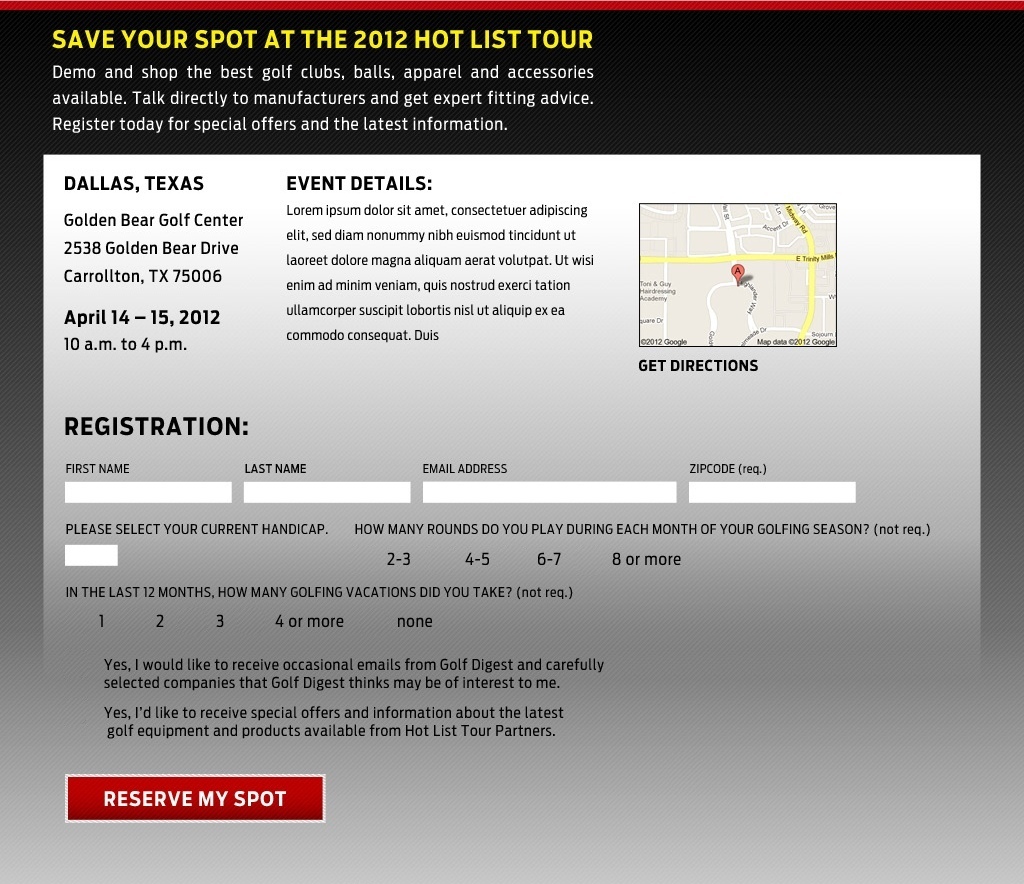 SAVE YOUR SPOT AT THE 2012 HOT LIST TOUR
Demo and shop the best golf clubs, balls, apparel and accessories
available. Talk directly to manufacturers and get expert fitting advice.
Register today for special offers and the latest information.
DALLAS, TEXAS
Golden Bear Golf Center
2538 Golden Bear Drive
Carrollton, TX 75006
April 14 – 15, 2012
10 a.m. to 4 p.m.
EVENT DETAILS:
Lorem ipsum dolor sit amet, consectetuer adipiscing
elit, sed diam nonummy nibh euismod tincidunt ut
laoreet dolore magna aliquam aerat volutpat. Ut wisi
enim ad minim veniam, quis nostrud exerci tation
ullamcorper suscipit lobortis nisl ut aliquip ex ea
commodo consequat. Duis
Midway Rd
Accent Dr
E Trinity Mills
A
Toni & Guy
Hairdressing
Academy
quare Dr
Sojourn
©2012 Google
Map data ©2012 Google
GET DIRECTIONS
REGISTRATION:
FIRST NAME
LAST NAME
EMAIL ADDRESS
ZIPCODE (req.)
PLEASE SELECT YOUR CURRENT HANDICAP.
HOW MANY ROUNDS DO YOU PLAY DURING EACH MONTH OF YOUR GOLFING SEASON? (not req.)
2-3 4-5 6-7 8 or more
IN THE LAST 12 MONTHS, HOW MANY GOLFING VACATIONS DID YOU TAKE? (not req.)
1 2 3 4 or more none
Yes, I would like to receive occasional emails from Golf Digest and carefully
selected companies that Golf Digest thinks may be of interest to me.
Yes, I'd like to receive special offers and information about the latest
golf equipment and products available from Hot List Tour Partners.
RESERVE MY SPOT